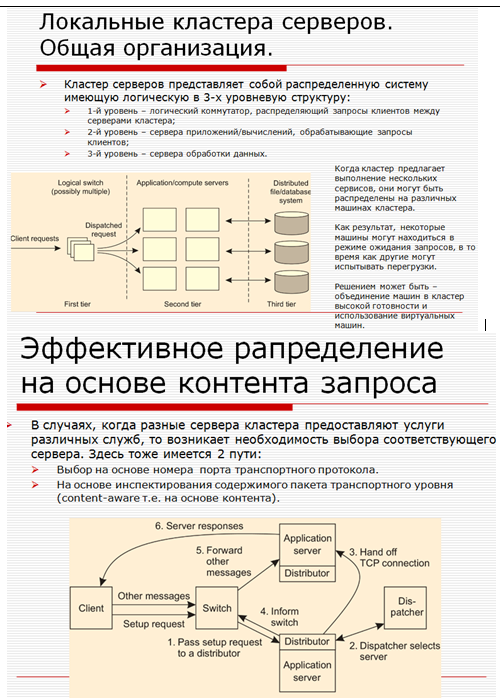 Локальные кластера серверов.
Общая организация.
Кластер серверов представляет собой распределенную систему
имеющую логическую в 3-х уровневую структуру:
1-й уровень – логический коммутатор, распределяющий запросы клиентов между
серверами кластера;
2-й уровень – сервера приложений/вычислений, обрабатывающие запросы
клиентов;
3-й уровень – сервера обработки данных.
Logical switch
(possibly multiple)
Application/compute servers
Distributed
file/database
system
Client requests
Dispatched
request
First tier
Second tier
Third tier
Когда кластер предлагает
выполнение нескольких
сервисов, они могут быть
распределены на различных
машинах кластера.
Как результат, некоторые
машины могут находиться в
режиме ожидания запросов, в то
время как другие могут
испытывать перегрузки.
Решением может быть –
объединение машин в кластер
высокой готовности и
использование виртуальных
машин.
Эффективное рапределение
на основе контента запроса
В случаях, когда разные сервера кластера предоставляют услуги
различных служб, то возникает необходимость выбора соответствующего
сервера. Здесь тоже имеется 2 пути:
Выбор на основе номера порта транспортного протокола.
На основе инспектирования содержимого пакета транспортного уровня
(content-aware т.е. на основе контента).
6. Server responses
Application
server
Distributor
5. Forward
other
messages
3. Hand off
TCP connection
Client
Other messages
Setup request
Switch
4. Inform
switch
Dis-
patcher
1. Pass setup request
to a distributor
Distributor
Application
server
2. Dispatcher selects
server